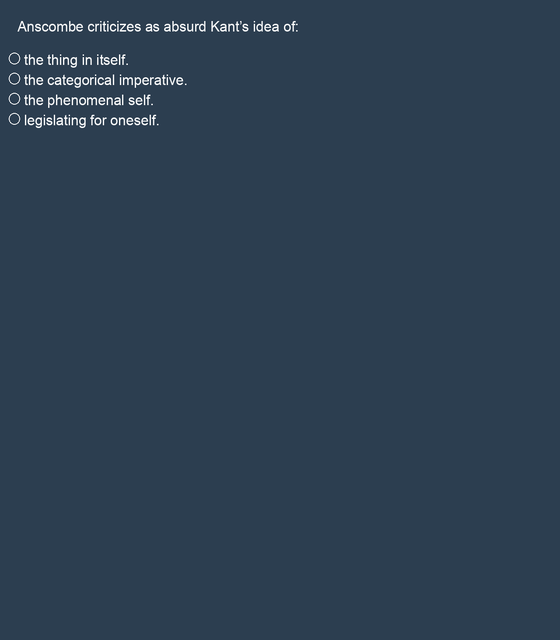 Anscombe criticizes as absurd Kant's idea of:
the thing in itself.
the categorical imperative.
the phenomenal self.
legislating for oneself.